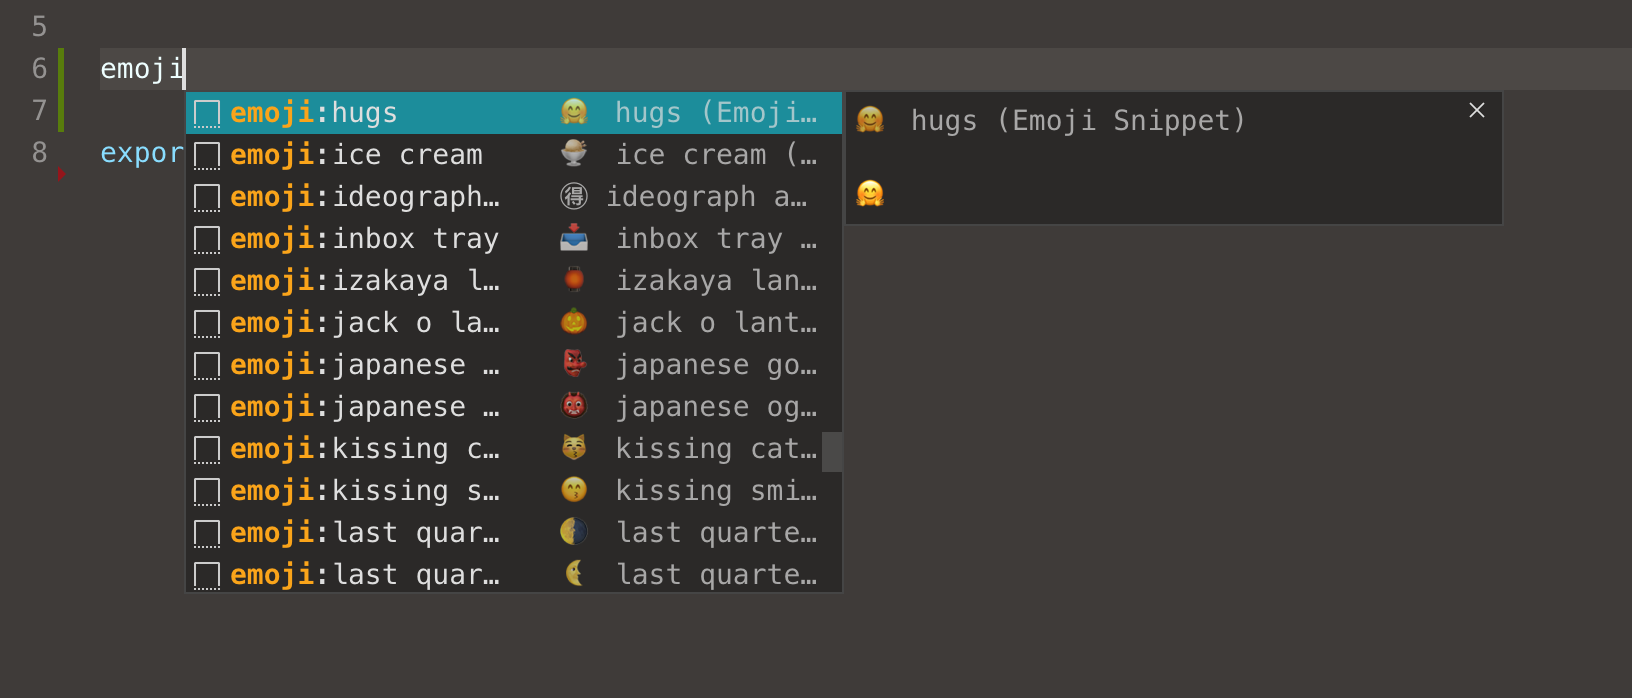 5
6 emoji
7
8 expor
emoji:hugs 🤗 hugs (Emoji…
emoji:ice cream 🍨 ice cream (…
emoji:ideograph… 🉐 ideograph a…
emoji:inbox tray 📥 inbox tray …
emoji:izakaya l… 🏮 izakaya lan…
emoji:jack o la… 🎃 jack o lant…
emoji:japanese … 👺 japanese go…
emoji:japanese … 👹 japanese og…
emoji:kissing c… 😽 kissing cat…
emoji:kissing s… 😙 kissing smi…
emoji:last quar… 🌗 last quarte…
emoji:last quar… 🌜 last quarte…
🤗 hugs (Emoji Snippet)
🤗